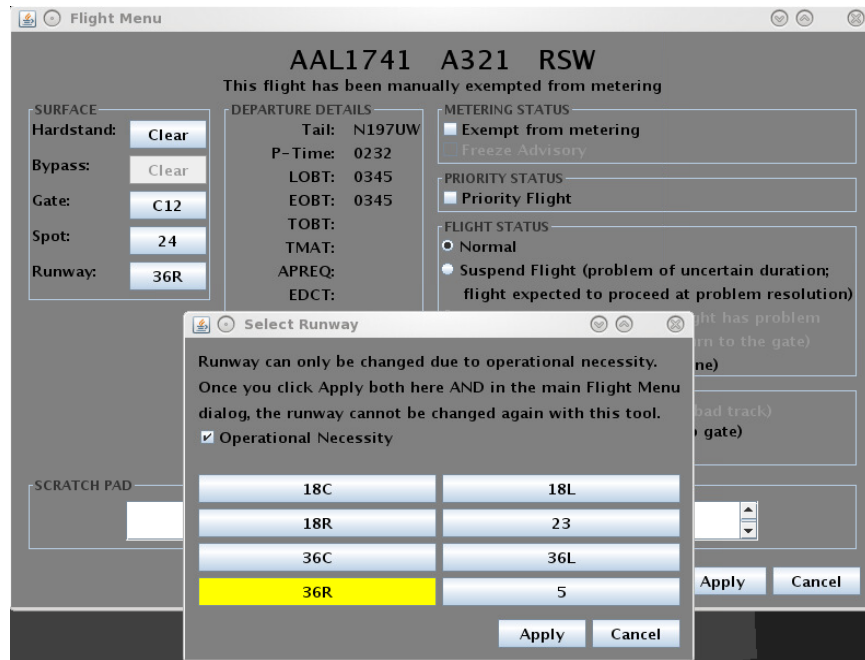 Flight Menu
AAL1741 A321 RSW
This flight has been manually exempted from metering
SURFACE
Hardstand: Clear
Bypass: Clear
Gate: C12
Spot: 24
Runway: 36R
DEPARTURE DETAILS
Tail: N197UW
P-Time: 0232
LOBT: 0345
EOBT: 0345
TOBT:
TMAT:
APREQ:
EDCT:
METERING STATUS
Exempt from metering
Freeze Advisory
PRIORITY STATUS
Priority Flight
FLIGHT STATUS
Normal
Suspend Flight (problem of uncertain duration;
flight expected to proceed at problem resolution)
ght has problem
rn to the gate)
ne)
bad track)
gate)
SCRATCH PAD
Apply Cancel
Select Runway
Runway can only be changed due to operational necessity.
Once you click Apply both here AND in the main Flight Menu
dialog, the runway cannot be changed again with this tool.
Operational Necessity
18C 18L
18R 23
36C 36L
36R 5
Apply Cancel